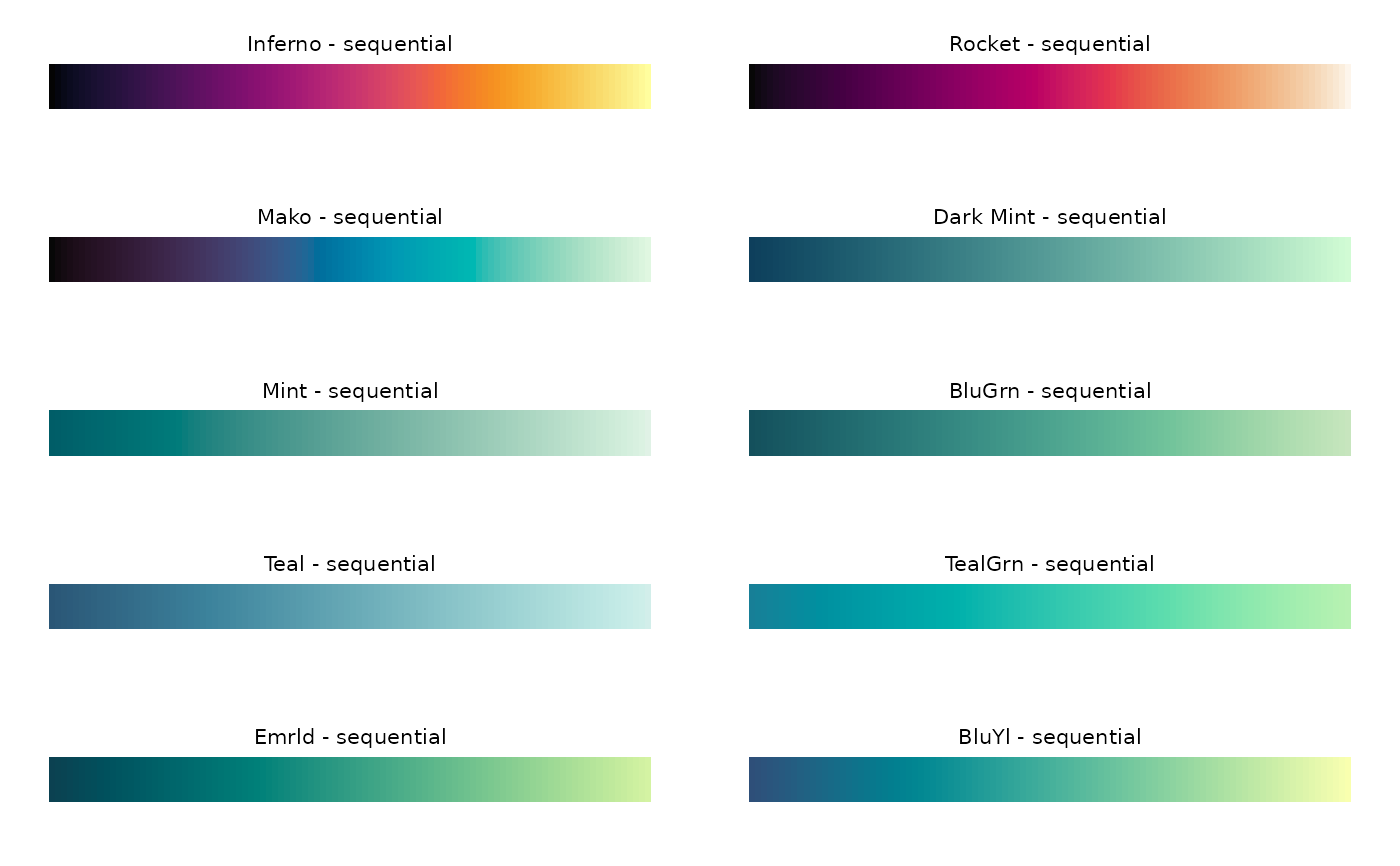 Inferno - sequential
Rocket - sequential
Mako - sequential
Dark Mint - sequential
Mint - sequential
BluGrn - sequential
Teal - sequential
TealGrn - sequential
Emrld - sequential
BluYl - sequential